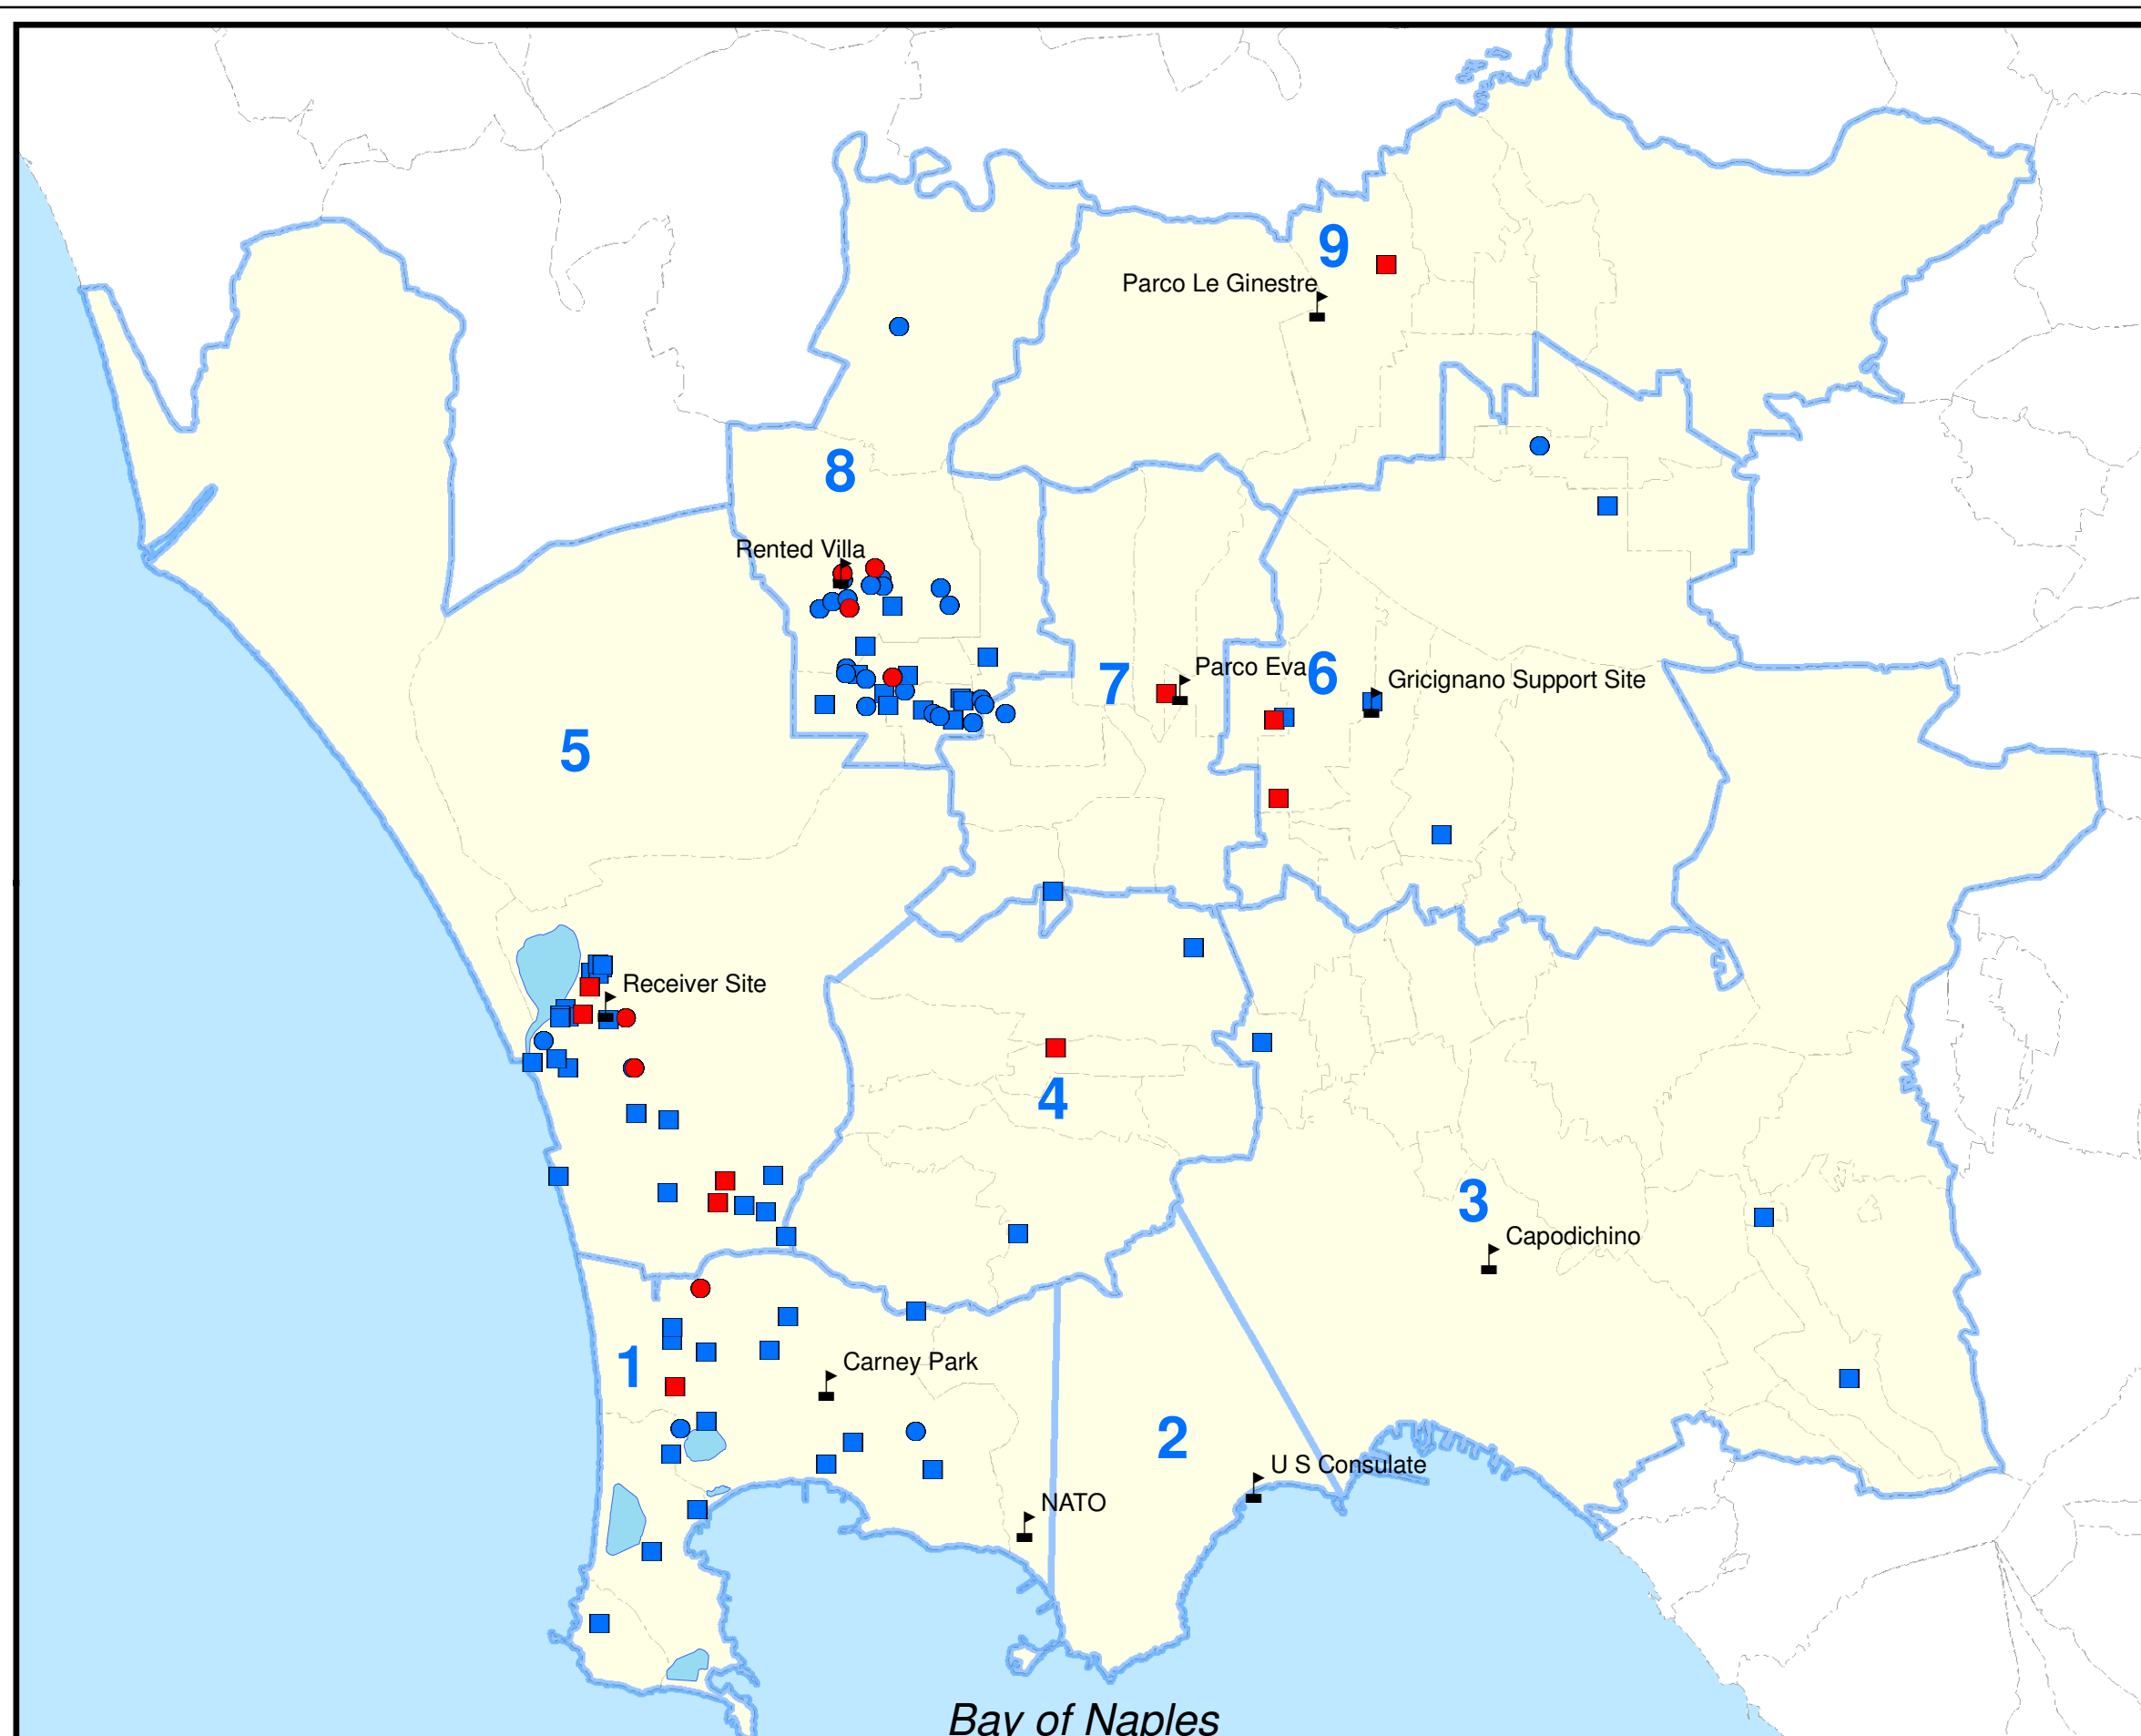 9
Parco Le Ginestre
8
Rented Villa
Parco Eva
6
7
Gricignano Support Site
5
Receiver Site
4
3
Capodichino
1
Carney Park
2
U S Consulate
NATO
Bay of Naples